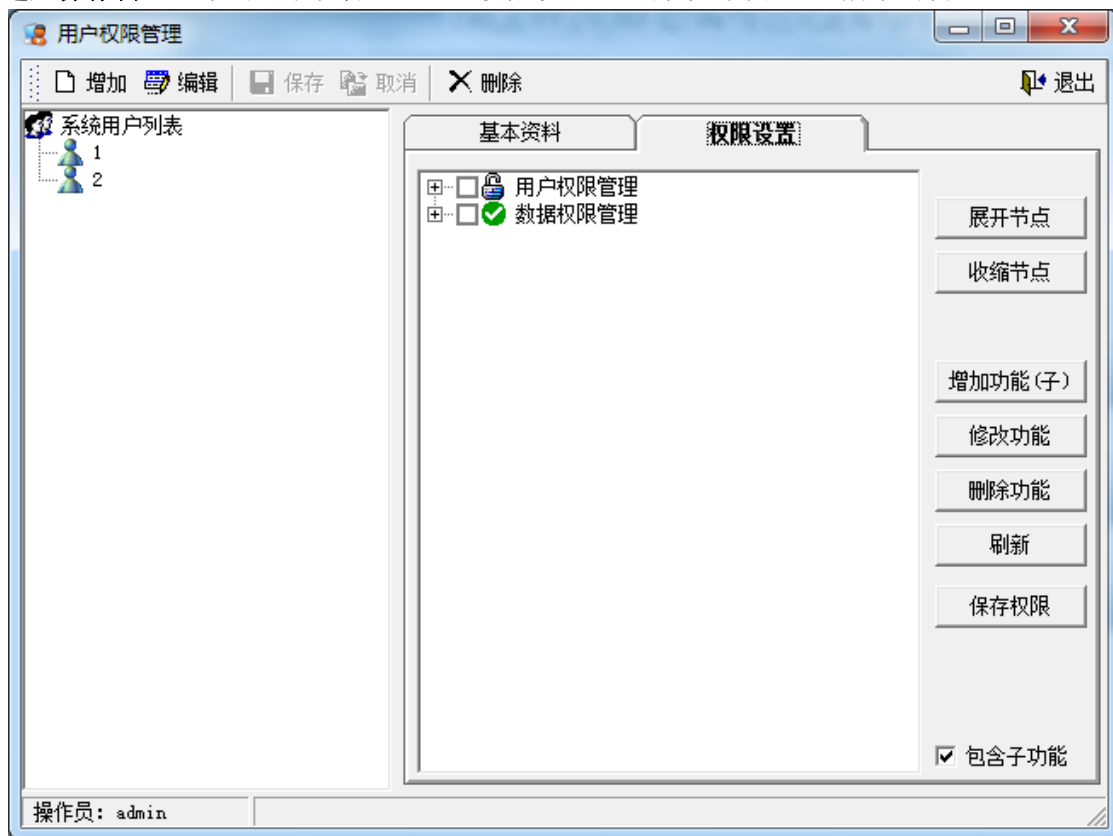 用户权限管理
增加 编辑 保存 取消 删除 退出
系统用户列表
1
2
基本资料 权限设置
用户权限管理
数据权限管理
展开节点
收缩节点
增加功能(子)
修改功能
删除功能
刷新
保存权限
包含子功能
操作员: admin